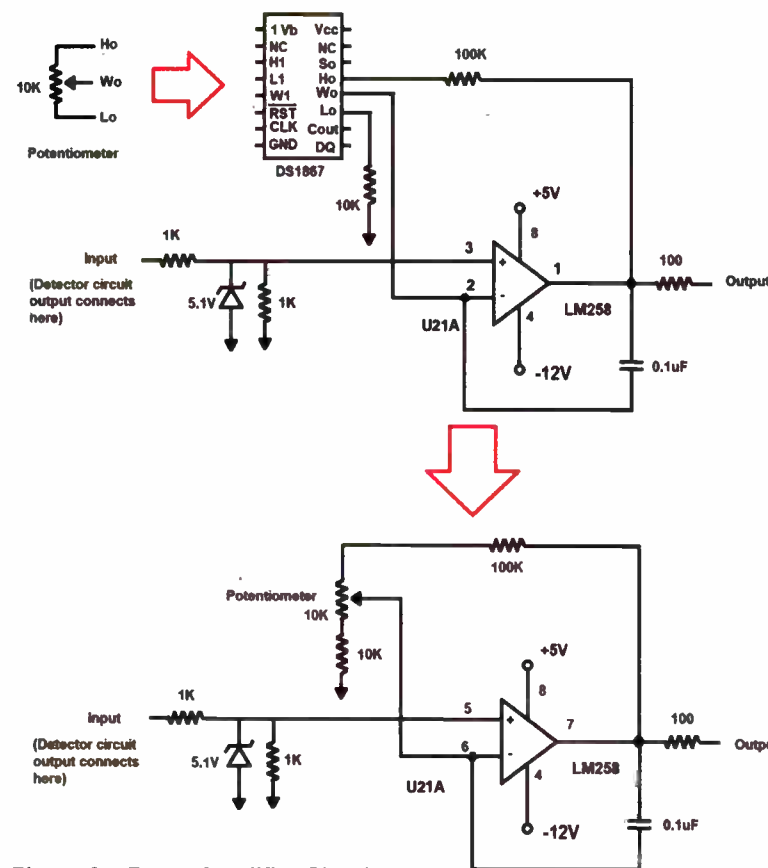 Ho
10K
Wo
Lo
Potentiometer
1 Vb Vcc
NC NC
H1 So
L1 Ho
W1 Wo
RST Lo
CLK Cout
GND DQ
DS1867
100K
10K
+5V
8
1K
Input
(Detector circuit
output connects
here)
5.1V
1K
3
+
2
-
1
100
Output
U21A
LM258
4
-12V
0.1uF
100K
Potentiometer
10K
10K
+5V
8
1K
Input
(Detector circuit
output connects
here)
5.1V
1K
5
+
6
-
7
100
Outpu
U21A
LM258
4
-12V
0.1uF